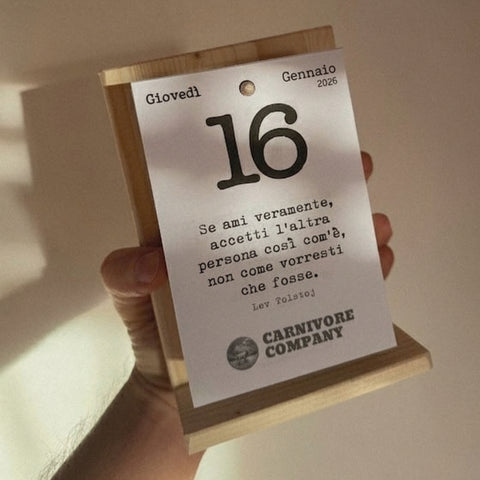 Giovedì
Gennaio
2026
16
Se ami veramente,
accetti l'altra
persona così com'è,
non come vorresti
che fosse.
Lev Tolstoj
CARNIVORE
COMPANY